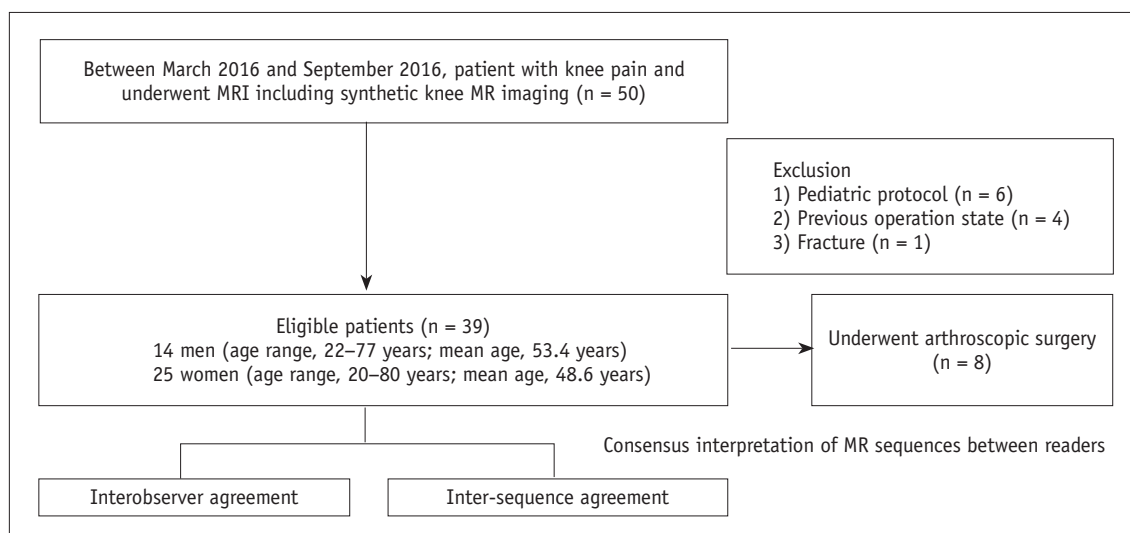 Between March 2016 and September 2016, patient with knee pain and
underwent MRI including synthetic knee MR imaging (n = 50)
Exclusion
1) Pediatric protocol (n = 6)
2) Previous operation state (n = 4)
3) Fracture (n = 1)
Eligible patients (n = 39)
14 men (age range, 22–77 years; mean age, 53.4 years)
25 women (age range, 20–80 years; mean age, 48.6 years)
Underwent arthroscopic surgery
(n = 8)
Consensus interpretation of MR sequences between readers
Interobserver agreement
Inter-sequence agreement